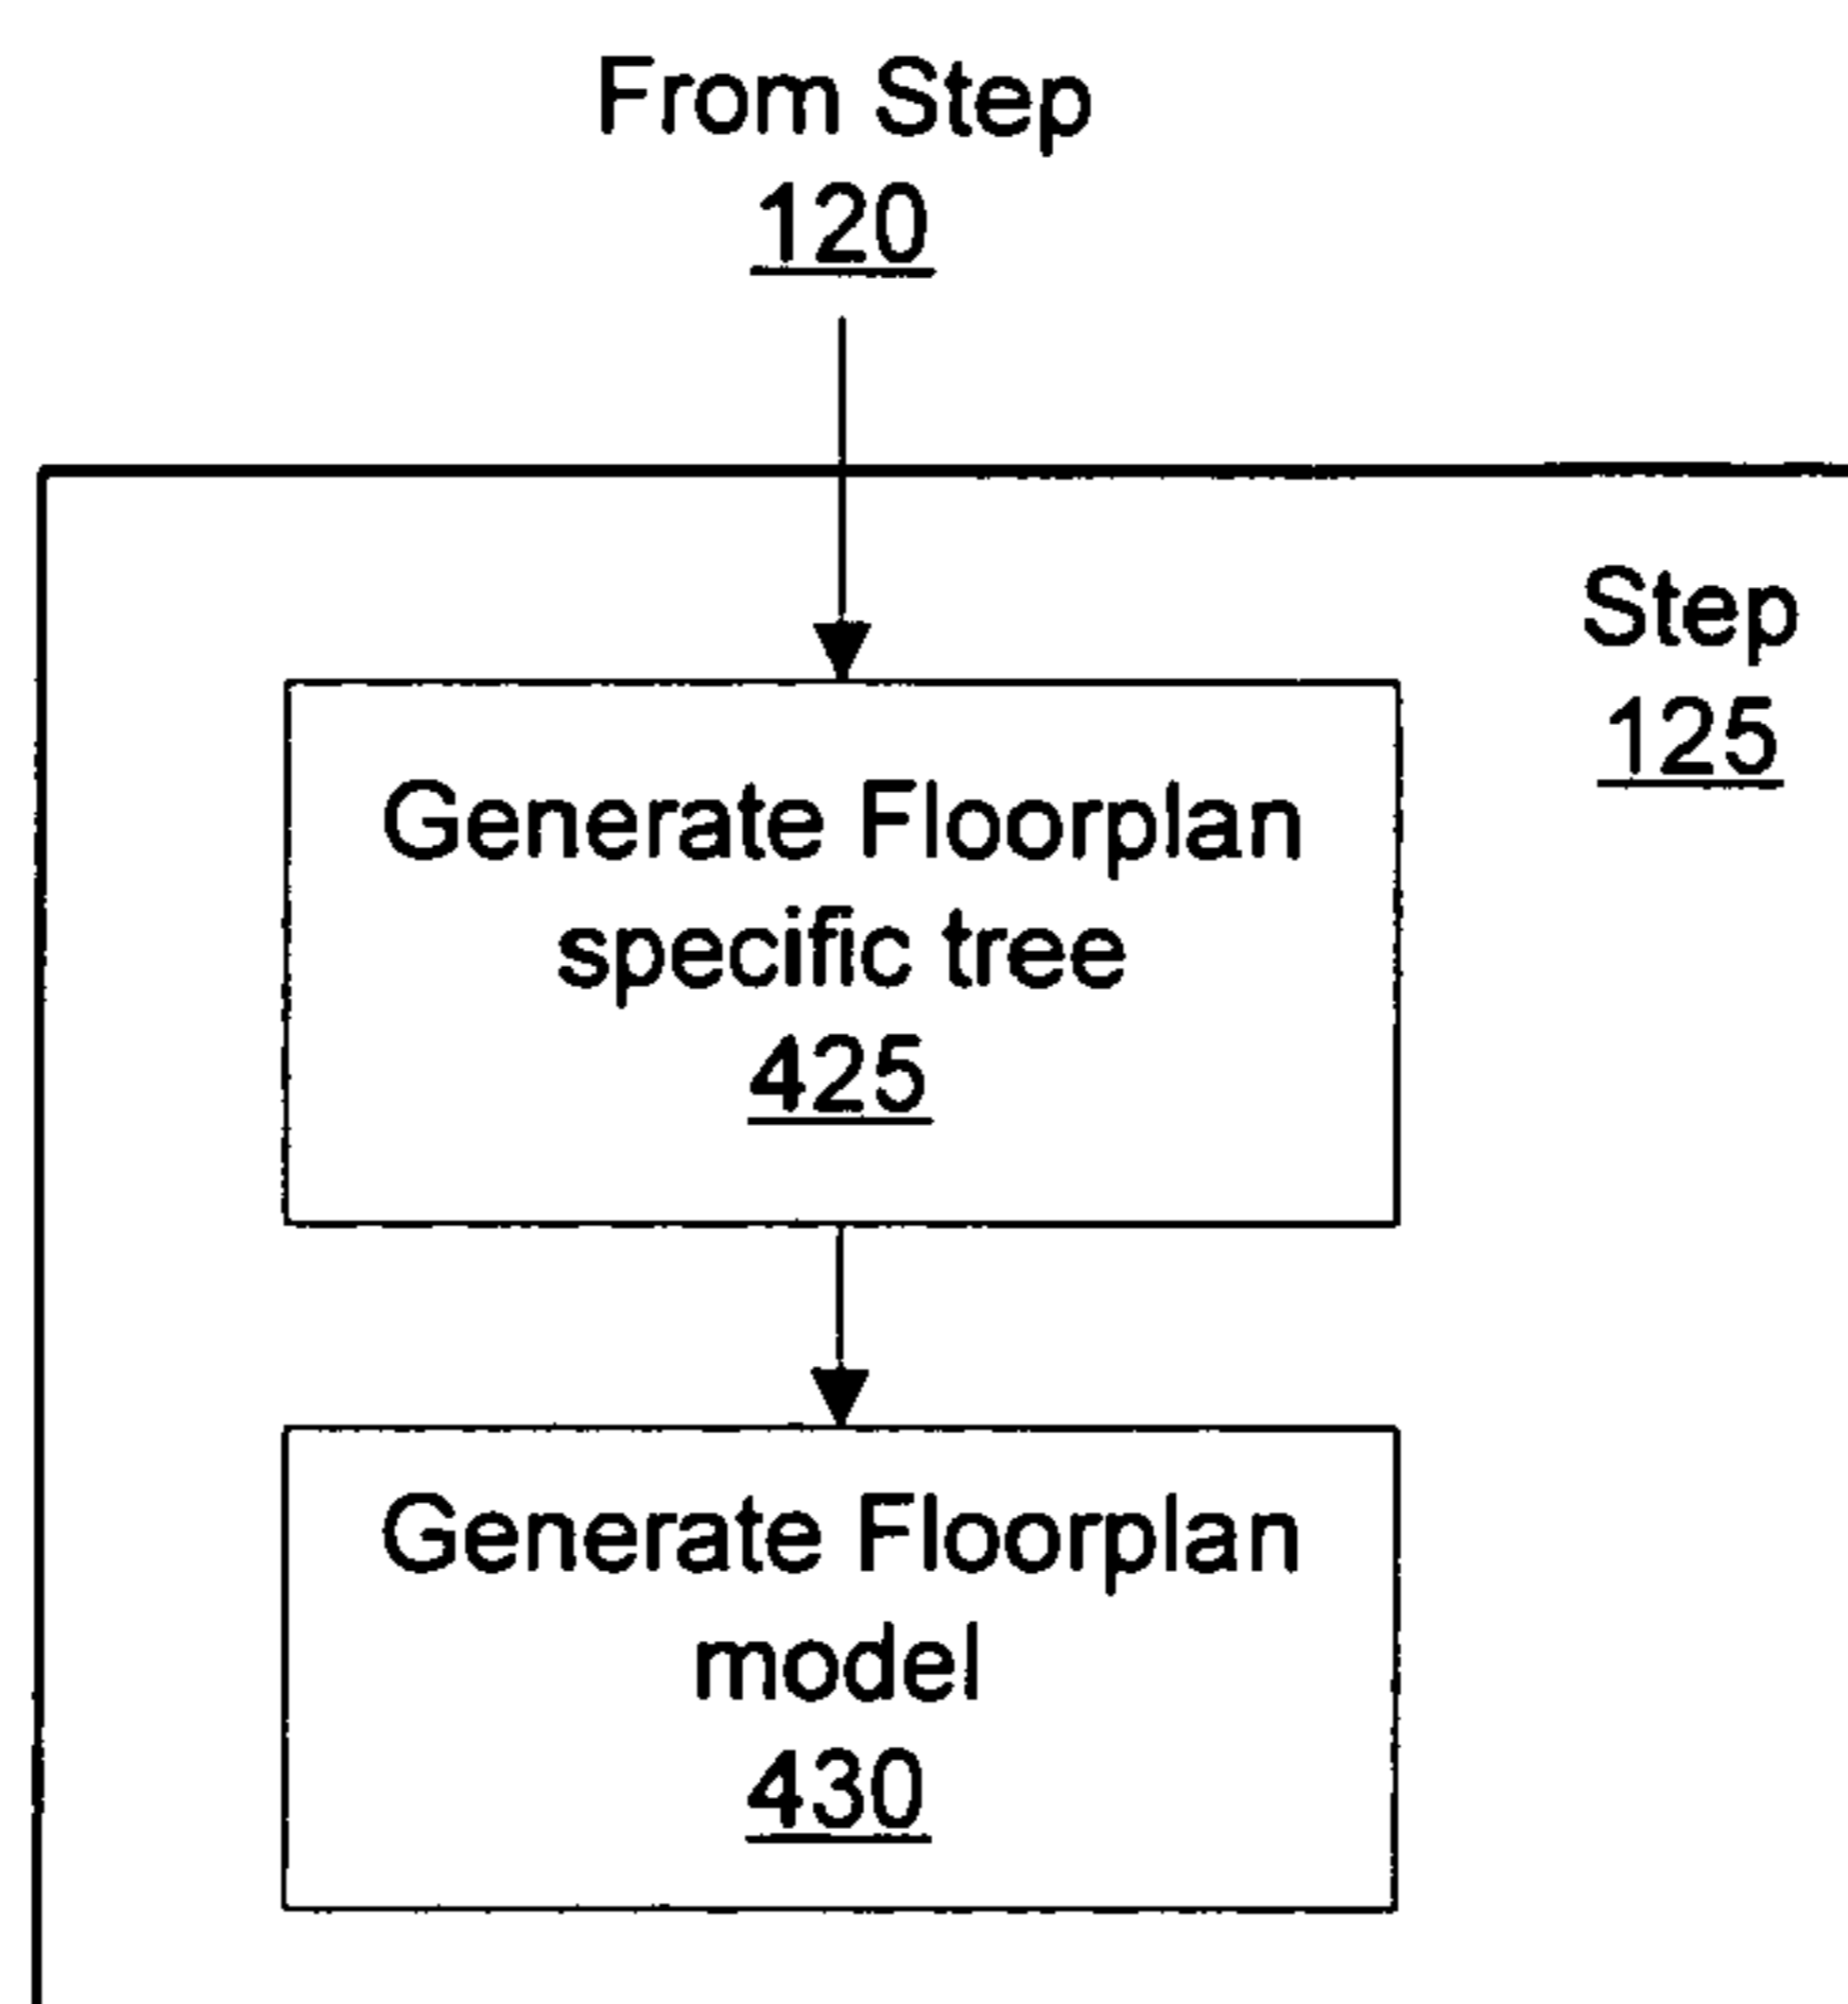 From Step
120
Step
125
Generate Floorplan
specific tree
425
Generate Floorplan
model
430